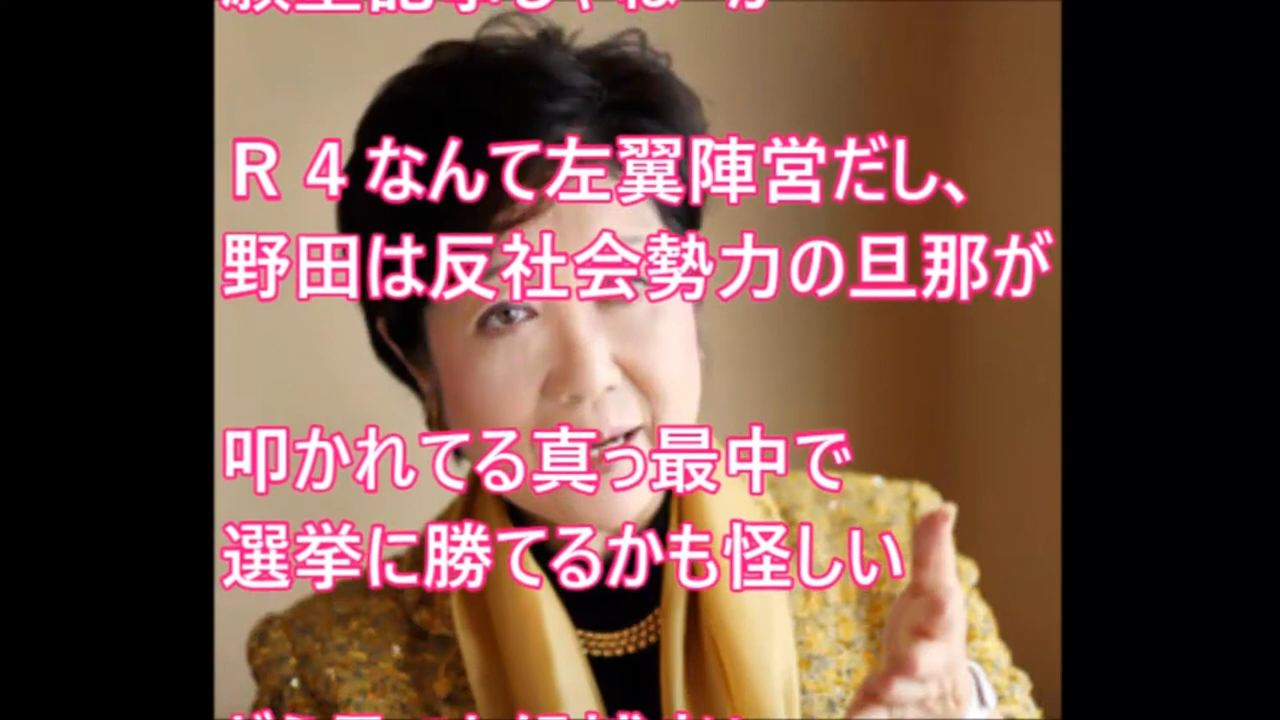 R4なんて左翼陣営だし、
野田は反社会勢力の旦那が
叩かれてる真っ最中で
選挙に勝てるかも怪しい